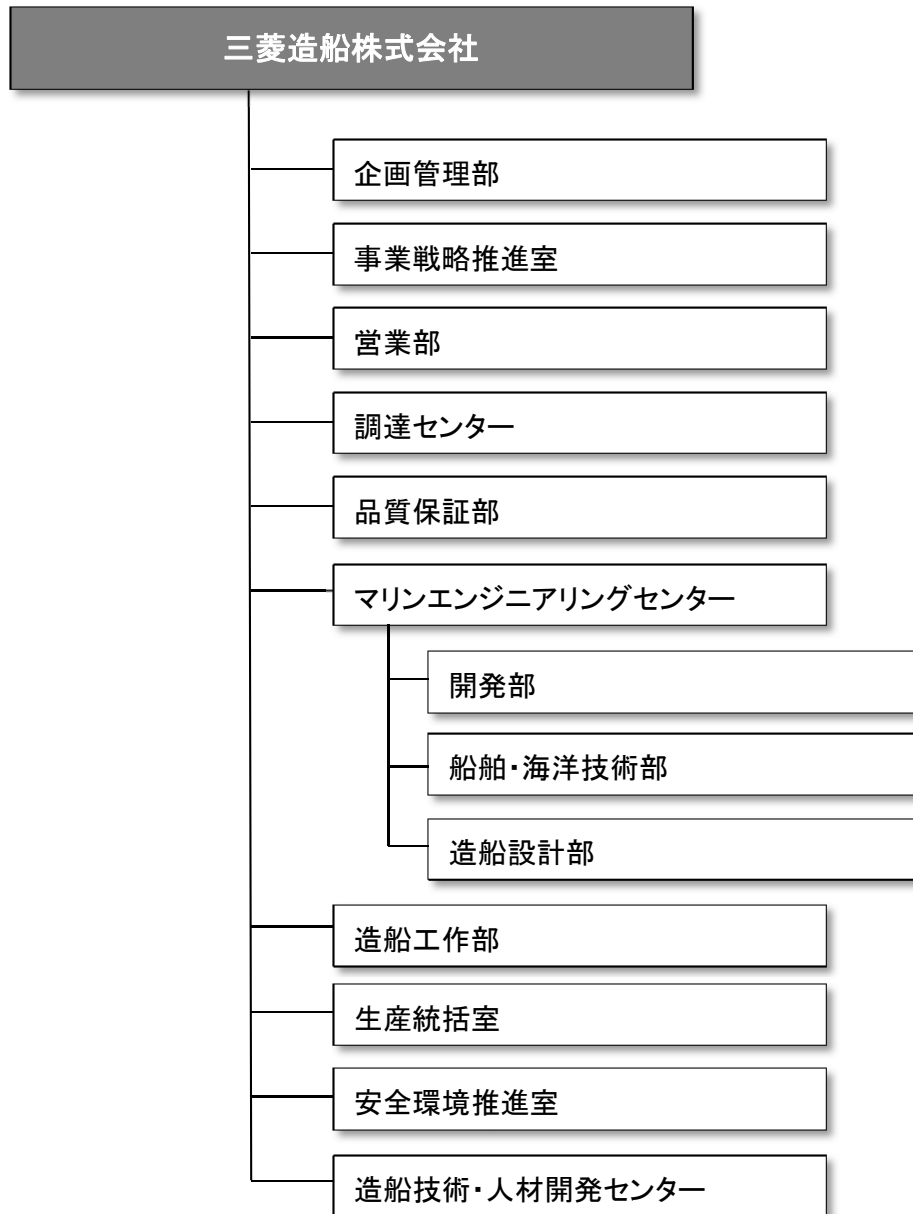 三菱造船株式会社
企画管理部
事業戦略推進室
営業部
調達センター
品質保証部
マリンエンジニアリングセンター
開発部
船舶・海洋技術部
造船設計部
造船工作部
生産統括室
安全環境推進室
造船技術・人材開発センター